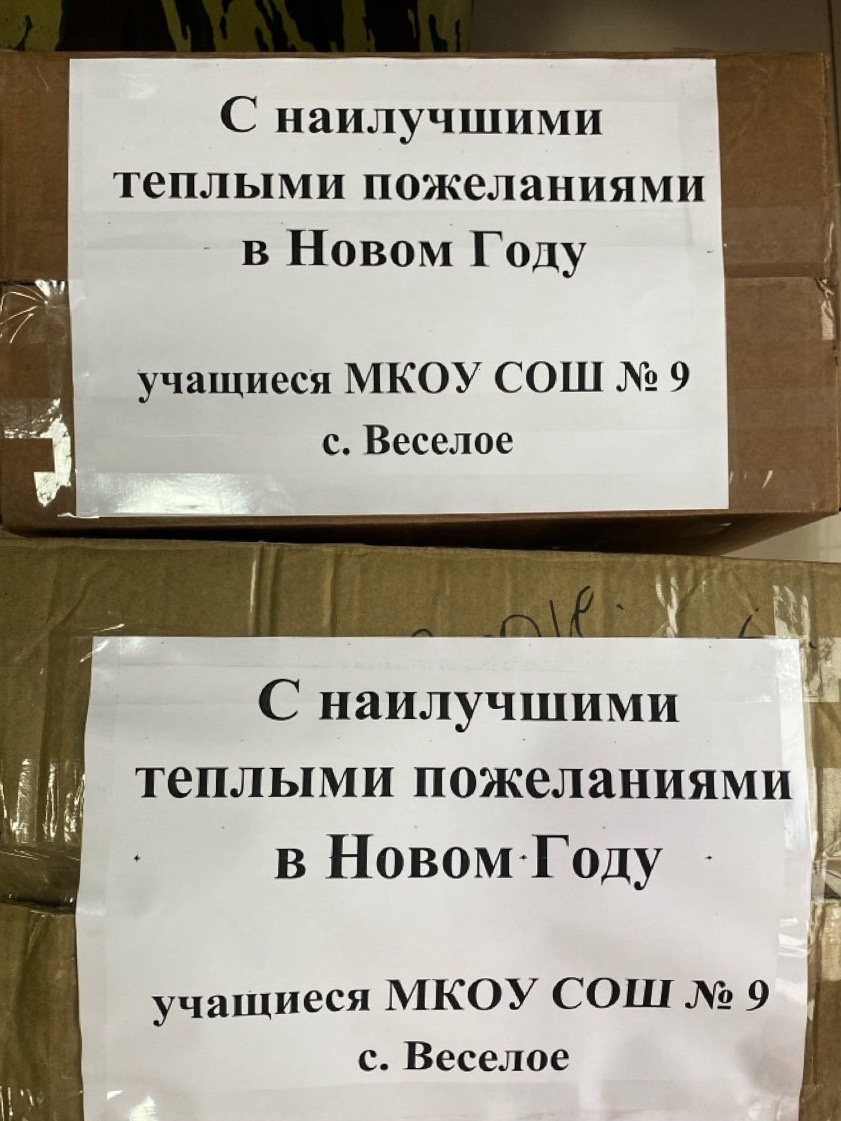 С наилучшими
теплыми пожеланиями
в Новом Году
учащиеся МКОУ СОШ № 9
с. Веселое
С наилучшими
теплыми пожеланиями
в Новом Году
учащиеся МКОУ СОШ № 9
с. Веселое